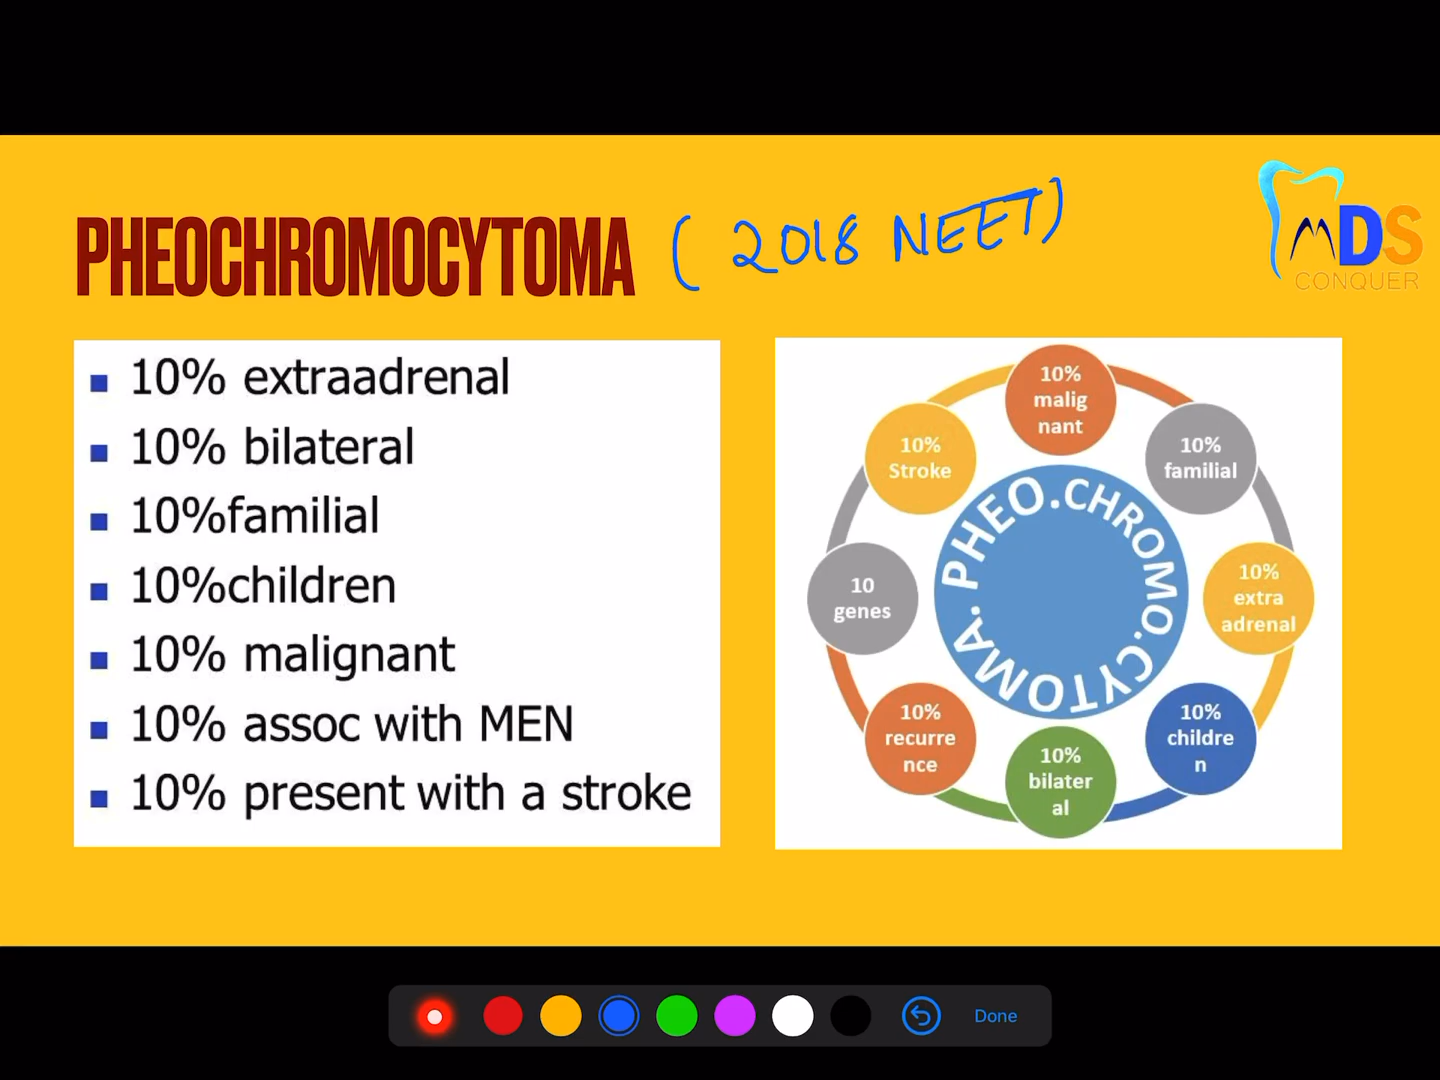 PHEOCHROMOCYTOMA ( 2018 NEET)
MDS
CONQUER
10% extraadrenal
10% bilateral
10%familial
10%children
10% malignant
10% assoc with MEN
10% present with a stroke
10%
malig
nant
10%
familial
10%
extra
adrenal
10%
childre
n
10%
bilater
al
10%
recurre
nce
10
genes
10%
Stroke
PHEO.CHROMO.CYTOMA.
Done